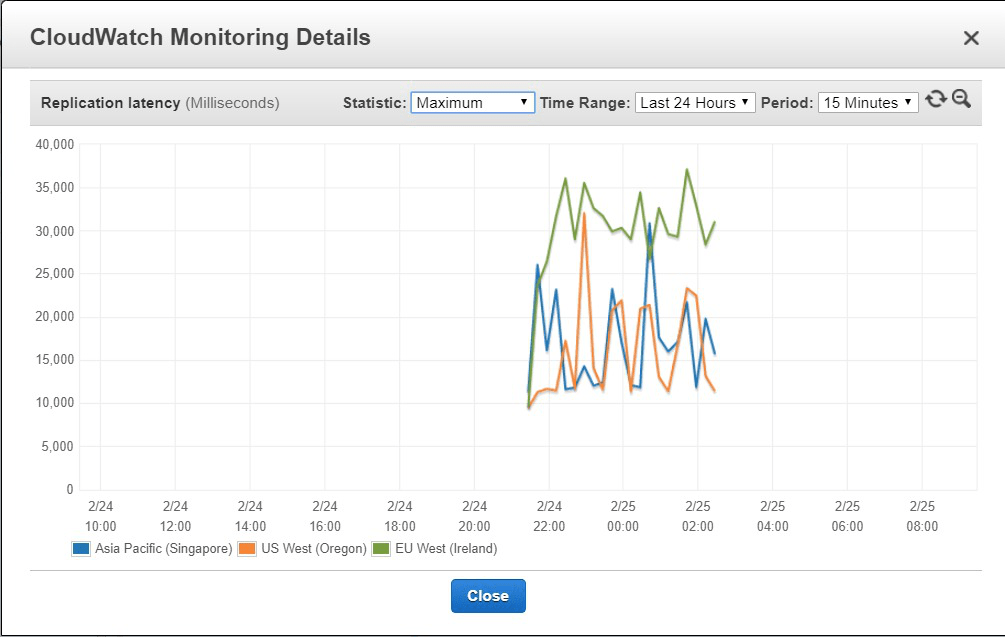 CloudWatch Monitoring Details
Replication latency (Milliseconds) Statistic: Maximum Time Range: Last 24 Hours Period: 15 Minutes
40,000
35,000
30,000
25,000
20,000
15,000
10,000
5,000
0
2/24 2/24 2/24 2/24 2/24 2/24 2/24 2/25 2/25 2/25 2/25 2/25
10:00 12:00 14:00 16:00 18:00 20:00 22:00 00:00 02:00 04:00 06:00 08:00
Asia Pacific (Singapore) US West (Oregon) EU West (Ireland)
Close